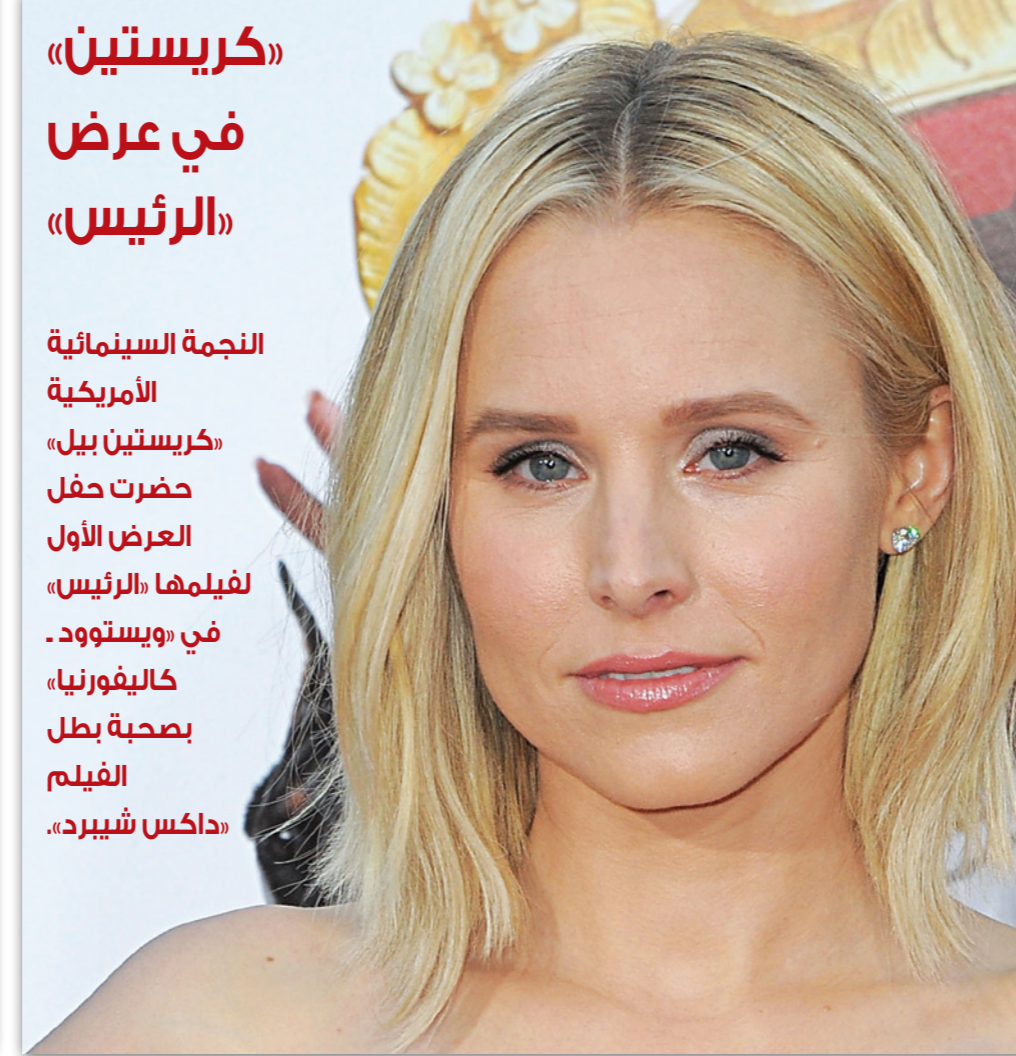 «كريستين»
في عرض
«الرئيس»
النجمة السينمائية
الأمريكية
«كريستين بيل»
حضرت حفل
العرض الأول
لفيلمها «الرئيس»
في «ويستوود ـ
كاليفورنيا»
بصحبة بطل
الفيلم
«داكس شيبرد».